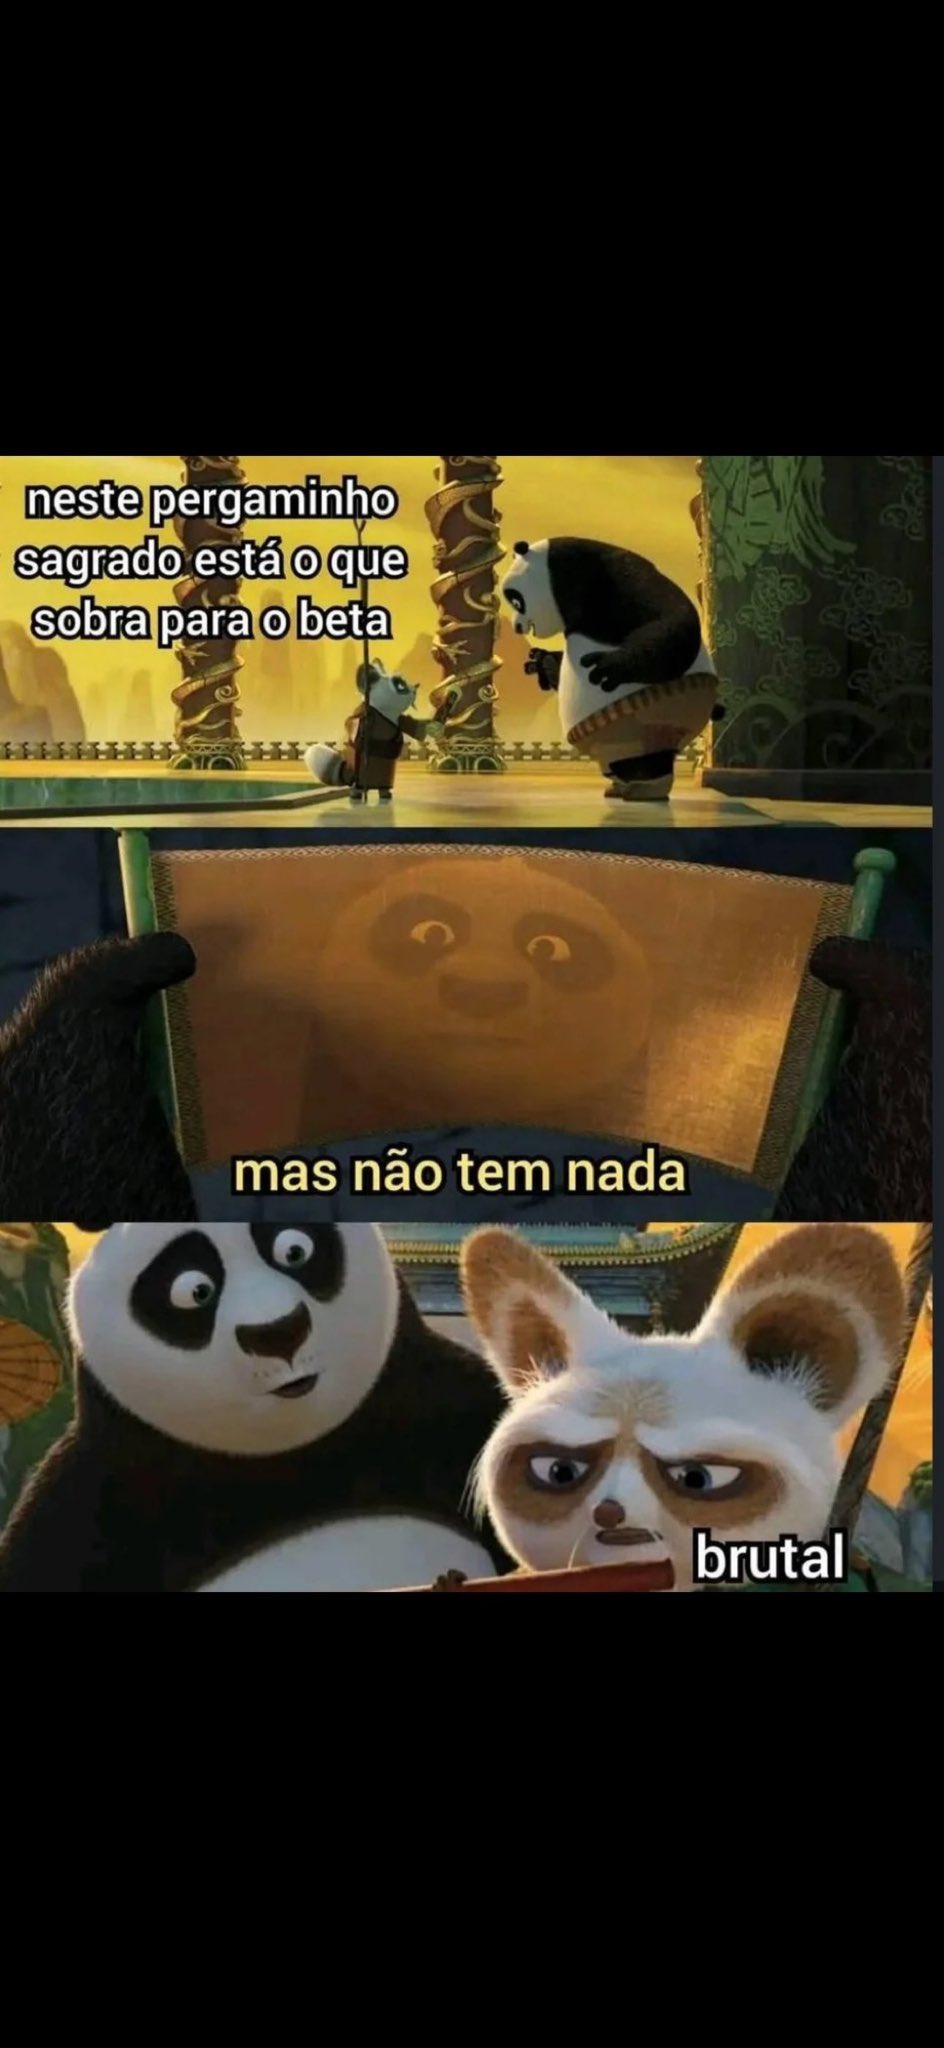 neste pergaminho
sagrado está o que
sobra para o beta
mas não tem nada
brutal